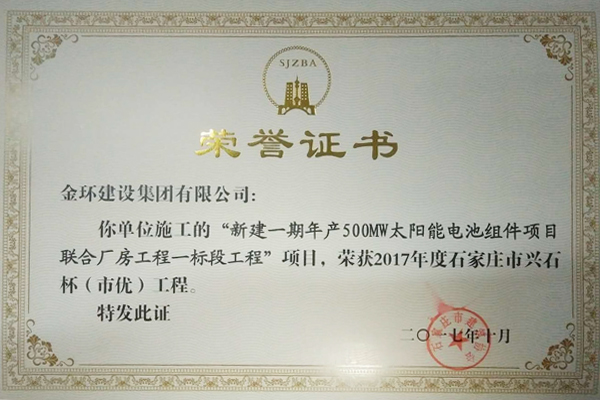 SJZBA
荣誉证书
金环建设集团有限公司：
你单位施工的“新建一期年产500MW太阳能电池组件项目
联合厂房工程一标段工程”项目，荣获2017年度石家庄市兴石
杯（市优）工程。
特发此证
二〇一七年十月